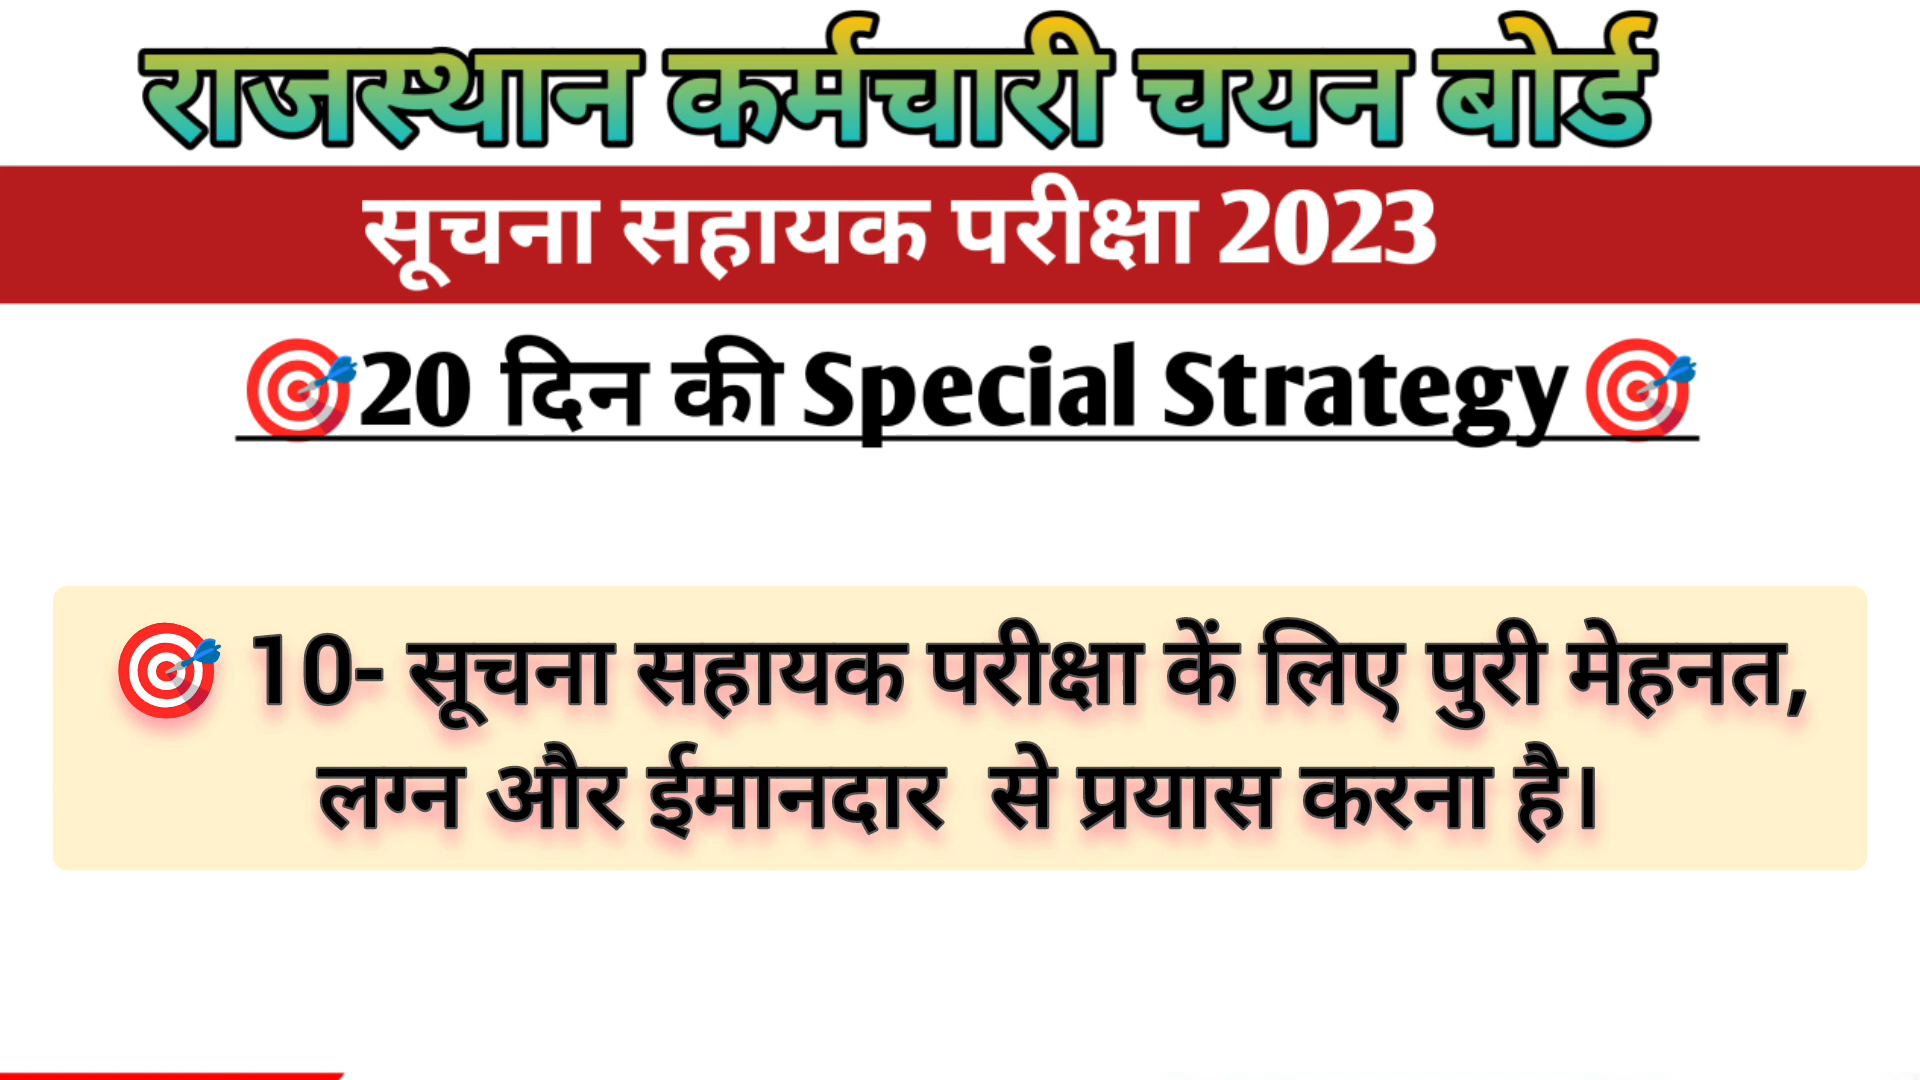 राजस्थान कर्मचारी चयन बोर्ड
सूचना सहायक परीक्षा 2023
🎯20 दिन की Special Strategy🎯
🎯 10- सूचना सहायक परीक्षा कें लिए पुरी मेहनत,
लग्न और ईमानदार से प्रयास करना है।